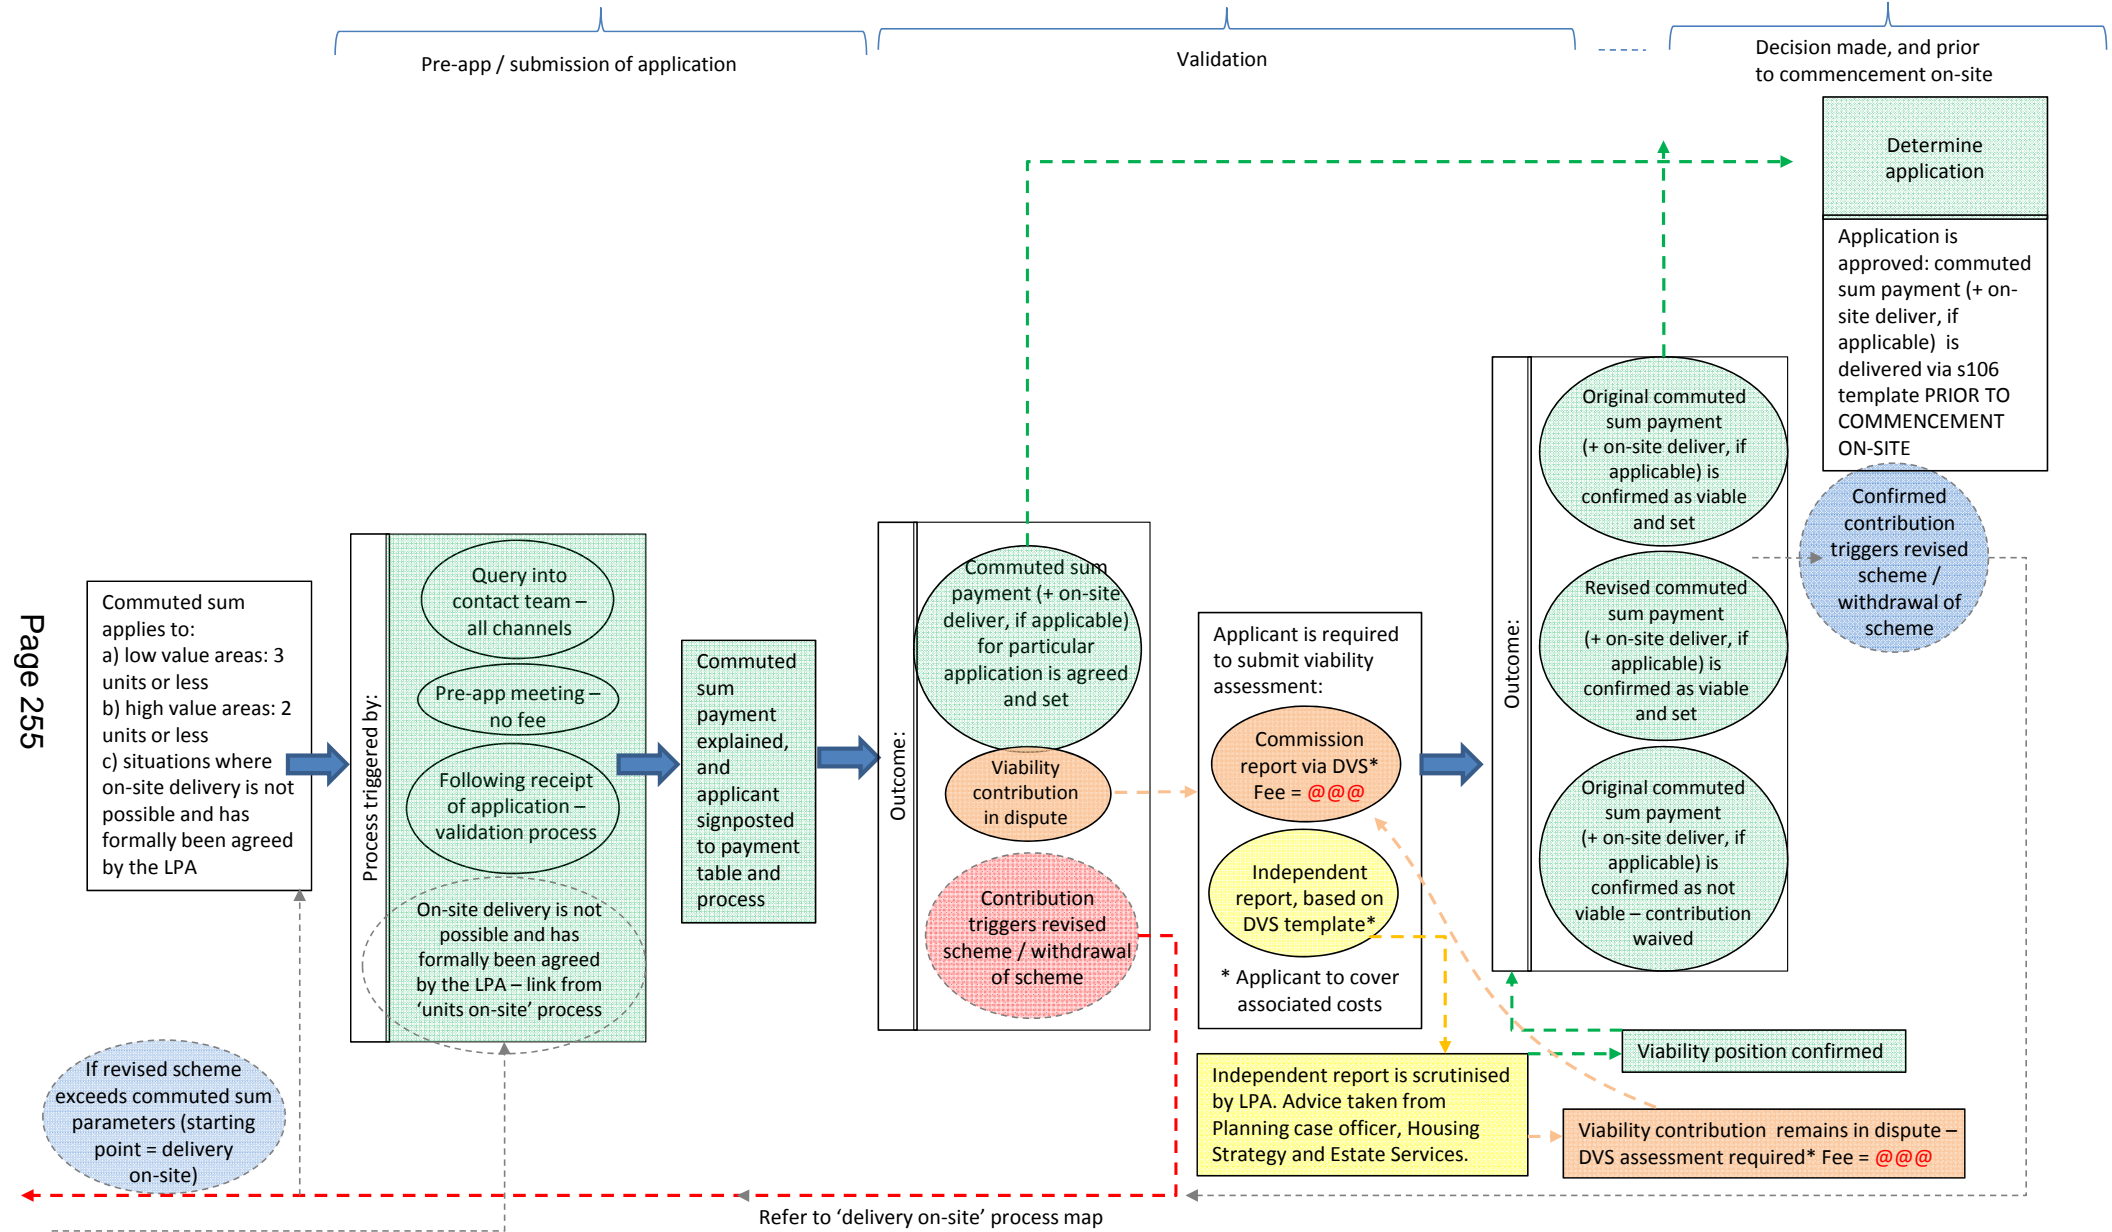 Pre-app / submission of application
Validation
Decision made, and prior
to commencement on-site
Determine
application
Application is
approved: commuted
sum payment (+ on-
site deliver, if
applicable)  is
delivered via s106
template PRIOR TO
COMMENCEMENT
ON-SITE
Page 255
Commuted sum
applies to:
a) low value areas: 3
units or less
b) high value areas: 2
units or less
c) situations where
on-site delivery is not
possible and has
formally been agreed
by the LPA
Process triggered by:
Query into
contact team –
all channels
Pre-app meeting –
no fee
Following receipt
of application –
validation process
On-site delivery is not
possible and has
formally been agreed
by the LPA – link from
‘units on-site’ process
Commuted
sum
payment
explained,
and
applicant
signposted
to payment
table and
process
Outcome:
Commuted sum
payment (+ on-site
deliver, if applicable)
for particular
application is agreed
and set
Viability
contribution
in dispute
Contribution
triggers revised
scheme / withdrawal
of scheme
Applicant is required
to submit viability
assessment:
Commission
report via DVS*
Fee = @@@
Independent
report, based on
DVS template*
* Applicant to cover
associated costs
Outcome:
Original commuted
sum payment
(+ on-site deliver, if
applicable) is
confirmed as viable
and set
Revised commuted
sum payment
(+ on-site deliver, if
applicable) is
confirmed as viable
and set
Original commuted
sum payment
(+ on-site deliver, if
applicable) is
confirmed as not
viable – contribution
waived
Confirmed
contribution
triggers revised
scheme /
withdrawal of
scheme
Viability position confirmed
Independent report is scrutinised
by LPA. Advice taken from
Planning case officer, Housing
Strategy and Estate Services.
Viability contribution  remains in dispute –
DVS assessment required* Fee = @@@
If revised scheme
exceeds commuted sum
parameters (starting
point = delivery
on-site)
Refer to ‘delivery on-site’ process map